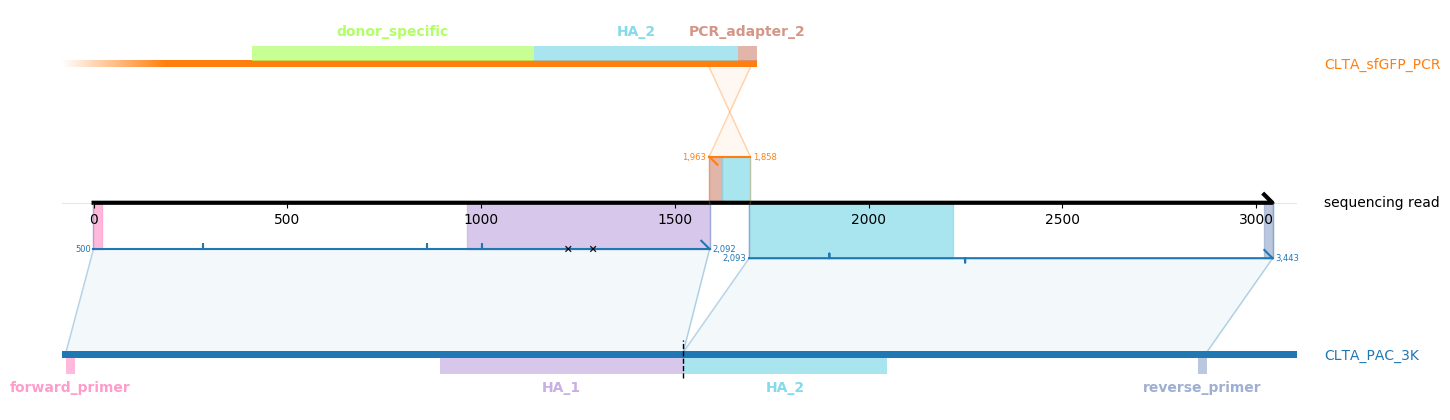 donor_specific HA_2 PCR_adapter_2
CLTA_sfGFP_PCR
1,963 1,858
sequencing read
0 500 1000 1500 2000 2500 3000
500 2,092 2,093 3,443
CLTA_PAC_3K
forward_primer HA_1 HA_2 reverse_primer